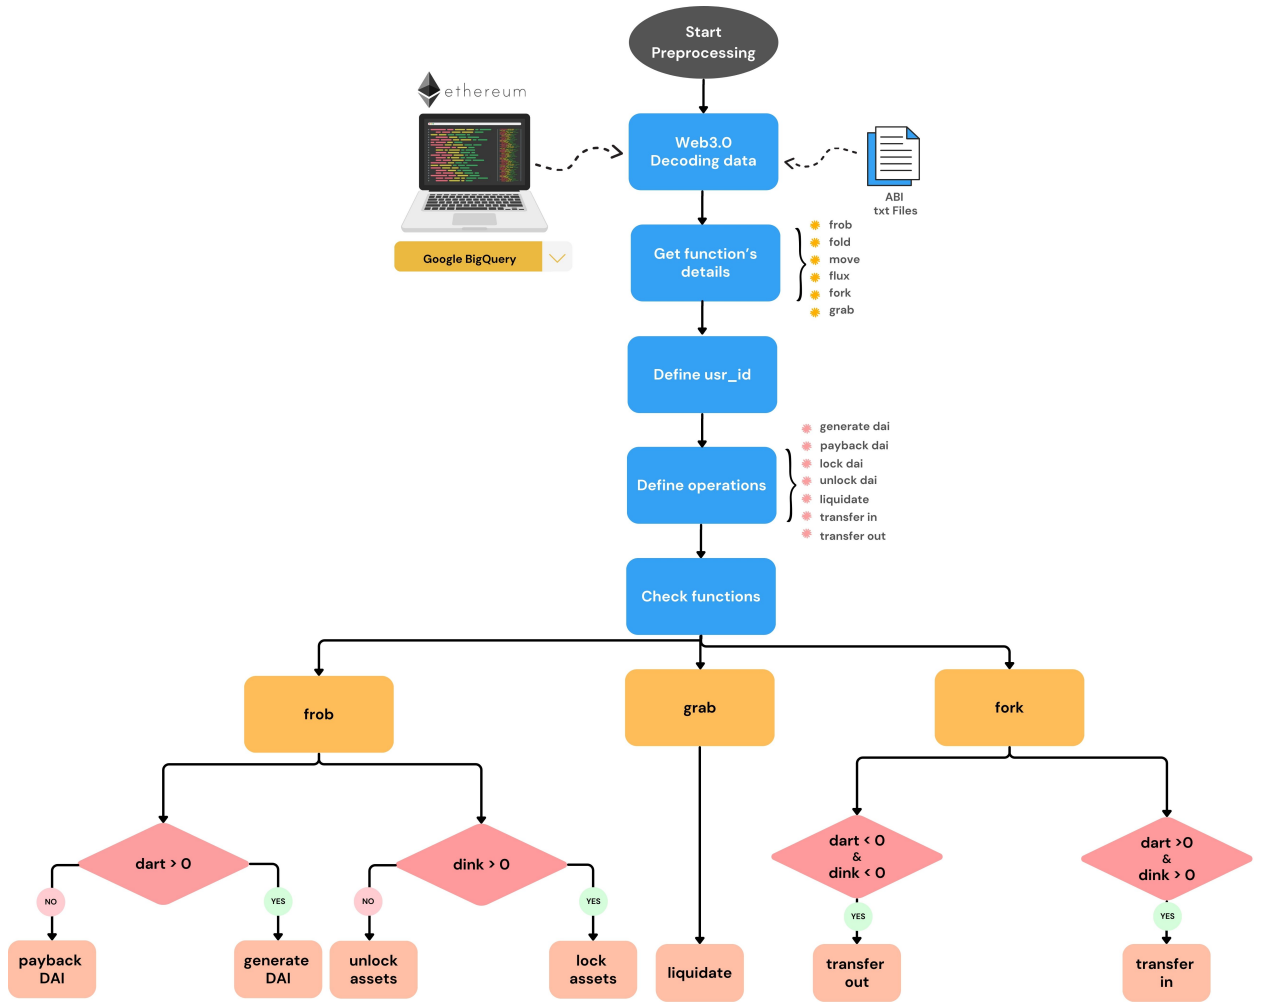 Start
Preprocessing
ethereum
Web3.0
Decoding data
ABI
txt Files
Google BigQuery
Get function's
details
frob
fold
move
flux
fork
grab
Define usr_id
Define operations
generate dai
payback dai
lock dai
unlock dai
liquidate
transfer in
transfer out
Check functions
frob
grab
fork
dart > 0
dink > 0
dart < 0
&
dink < 0
dart >0
&
dink > 0
NO
YES
NO
YES
YES
YES
payback
DAI
generate
DAI
unlock
assets
lock
assets
liquidate
transfer
out
transfer
in